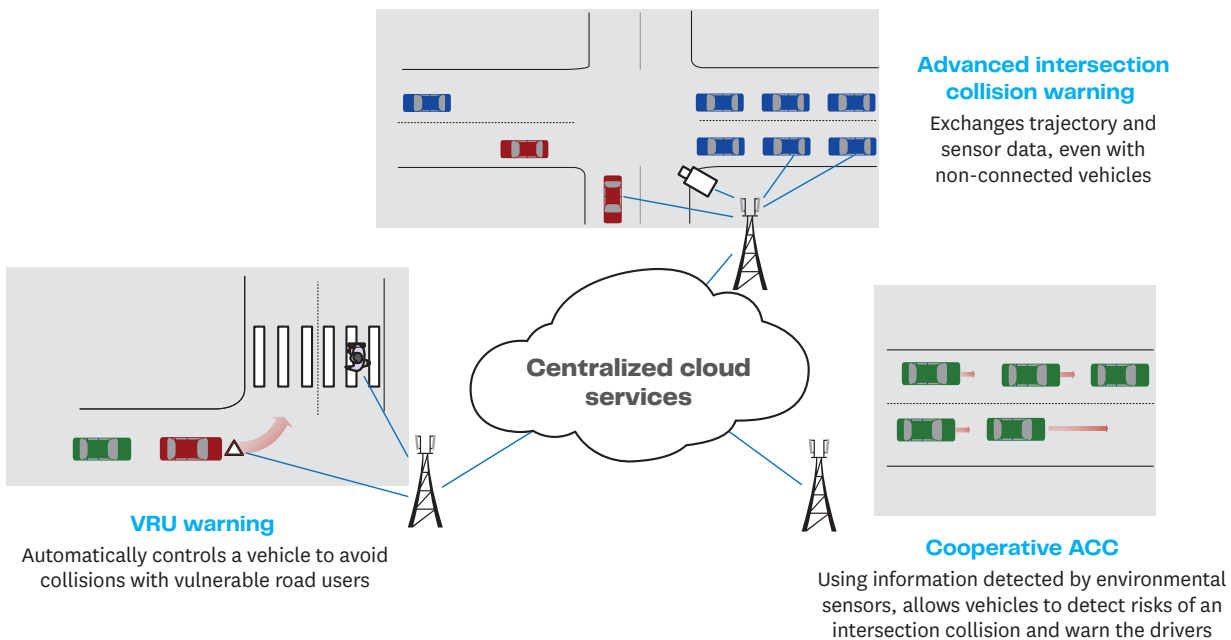 Advanced intersection
collision warning
Exchanges trajectory and
sensor data, even with
non-connected vehicles
Centralized cloud
services
VRU warning
Automatically controls a vehicle to avoid
collisions with vulnerable road users
Cooperative ACC
Using information detected by environmental
sensors, allows vehicles to detect risks of an
intersection collision and warn the drivers